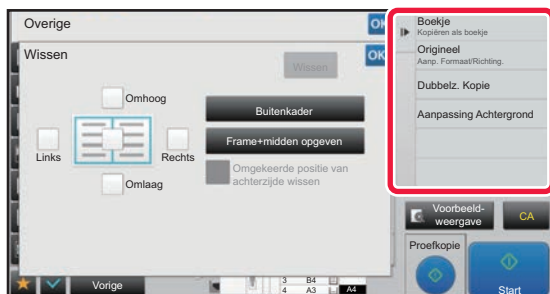 Overige
OK
Wissen
OK
Wissen
Omhoog
Links
Rechts
Omlaag
Buitenkader
Frame+midden opgeven
Omgekeerde positie van
achterzijde wissen
Boekje
Kopiëren als boekje
Origineel
Aanp. Formaat/Richting.
Dubbelz. Kopie
Aanpassing Achtergrond
Voorbeeld-
weergave
CA
Proefkopie
Start
Vorige
3 B4
4 A3
A4